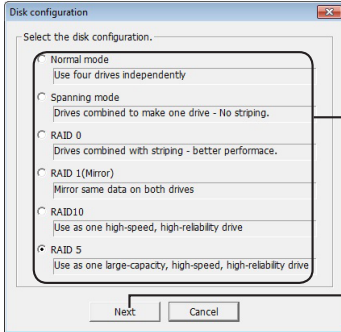 Disk configuration
Select the disk configuration.
Normal mode
Use four drives independently
Spanning mode
Drives combined to make one drive - No striping.
RAID 0
Drives combined with striping - better performace.
RAID 1(Mirror)
Mirror same data on both drives
RAID10
Use as one high-speed, high-reliability drive
RAID 5
Use as one large-capacity, high-speed, high-reliability drive
Next Cancel